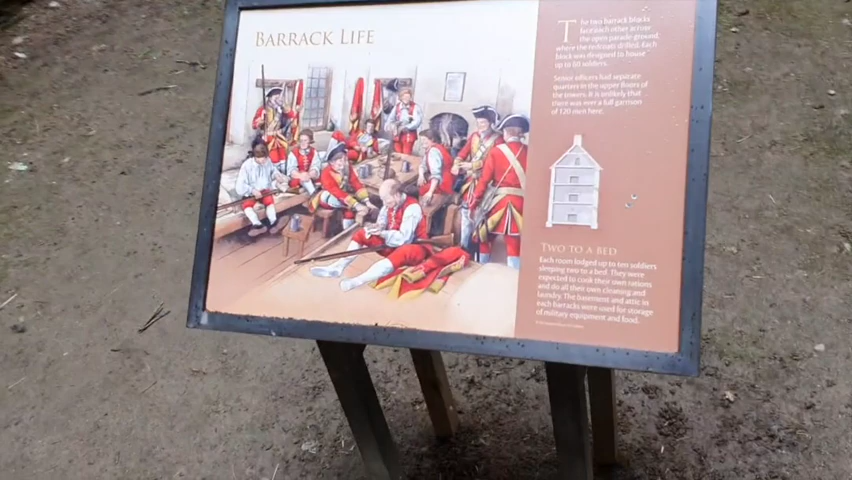 BARRACK LIFE
The two barrack blocks
face each other across
the open parade ground
where the redcoats drilled. Each
block was designed to house
up to 60 soldiers.
Senior officers had separate
quarters in the upper floors of
the towers. It is unlikely that
there was ever a full garrison
of 120 men here.
TWO TO A BED
Each room lodged up to ten soldiers
sleeping two to a bed. They were
expected to cook their own rations
and do all their own cleaning and
laundry. The basement and attic in
each barracks were used for storage
of military equipment and food.